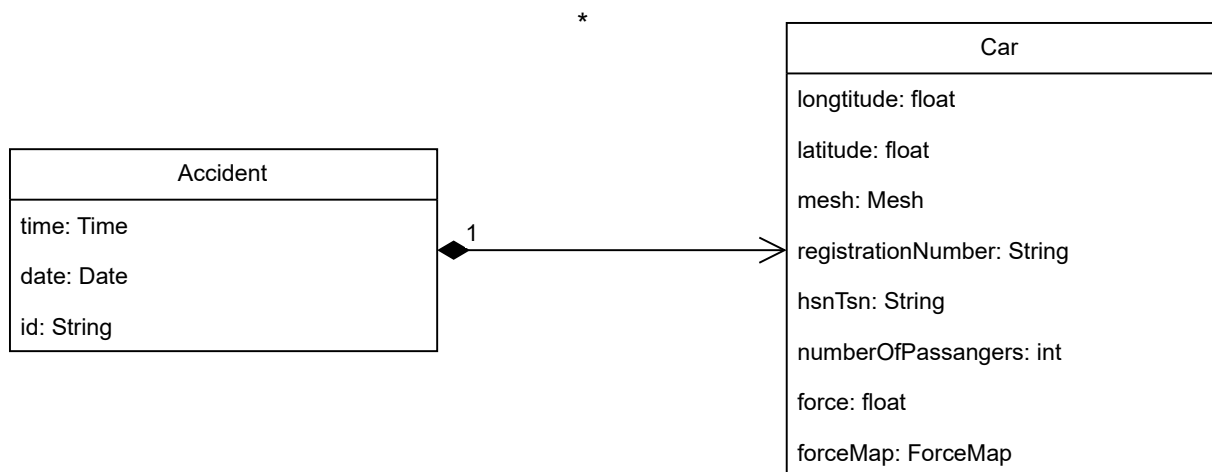 *
Accident
time: Time
date: Date
id: String
1
Car
longtitude: float
latitude: float
mesh: Mesh
registrationNumber: String
hsnTsn: String
numberOfPassangers: int
force: float
forceMap: ForceMap